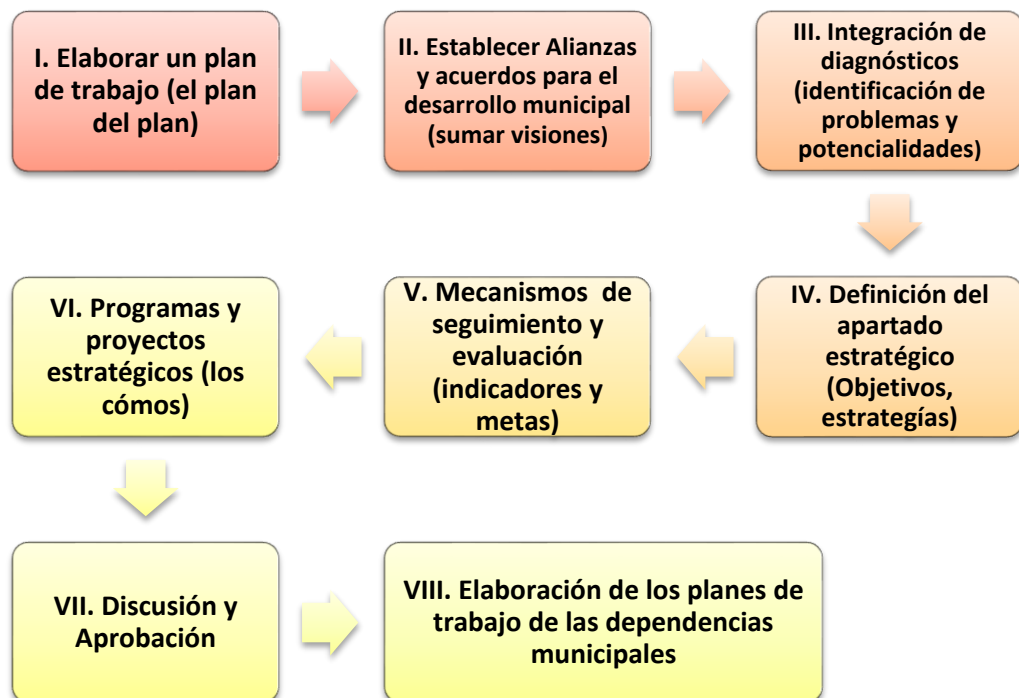 I. Elaborar un plan
de trabajo (el plan
del plan)
II. Establecer Alianzas
y acuerdos para el
desarrollo municipal
(sumar visiones)
III. Integración de
diagnósticos
(identificación de
problemas y
potencialidades)
IV. Definición del
apartado
estratégico
(Objetivos,
estrategías)
V. Mecanismos de
seguimiento y
evaluación
(indicadores y
metas)
VI. Programas y
proyectos
estratégicos (los
cómos)
VII. Discusión y
Aprobación
VIII. Elaboración de los planes de
trabajo de las dependencias
municipales